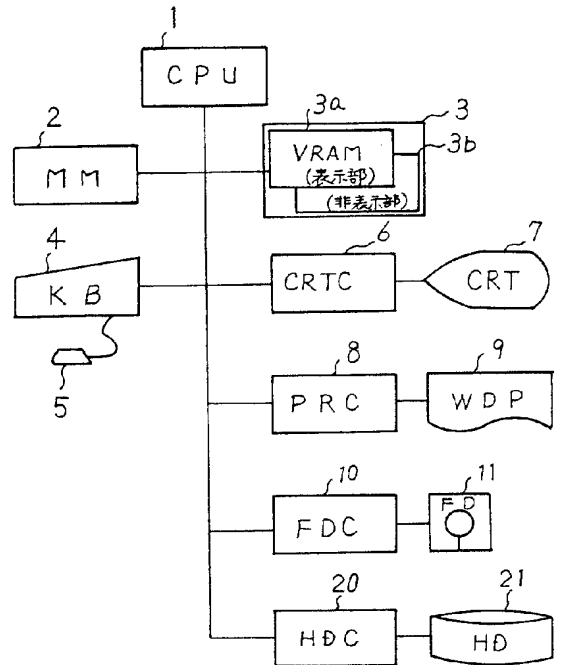 1
CPU
2
MM
3a
3
VRAM
(表示部)
3b
(非表示部)
4
KB
5
6
CRTC
7
CRT
8
PRC
9
WDP
10
FDC
11
FD
20
HDC
21
HD